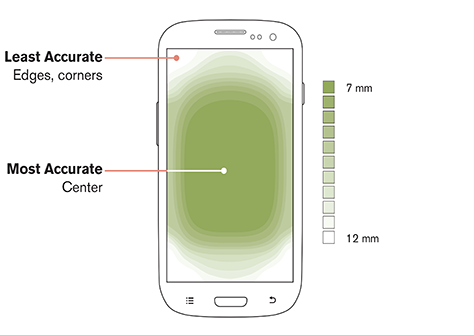 Least Accurate
Edges, corners
7 mm
Most Accurate
Center
12 mm